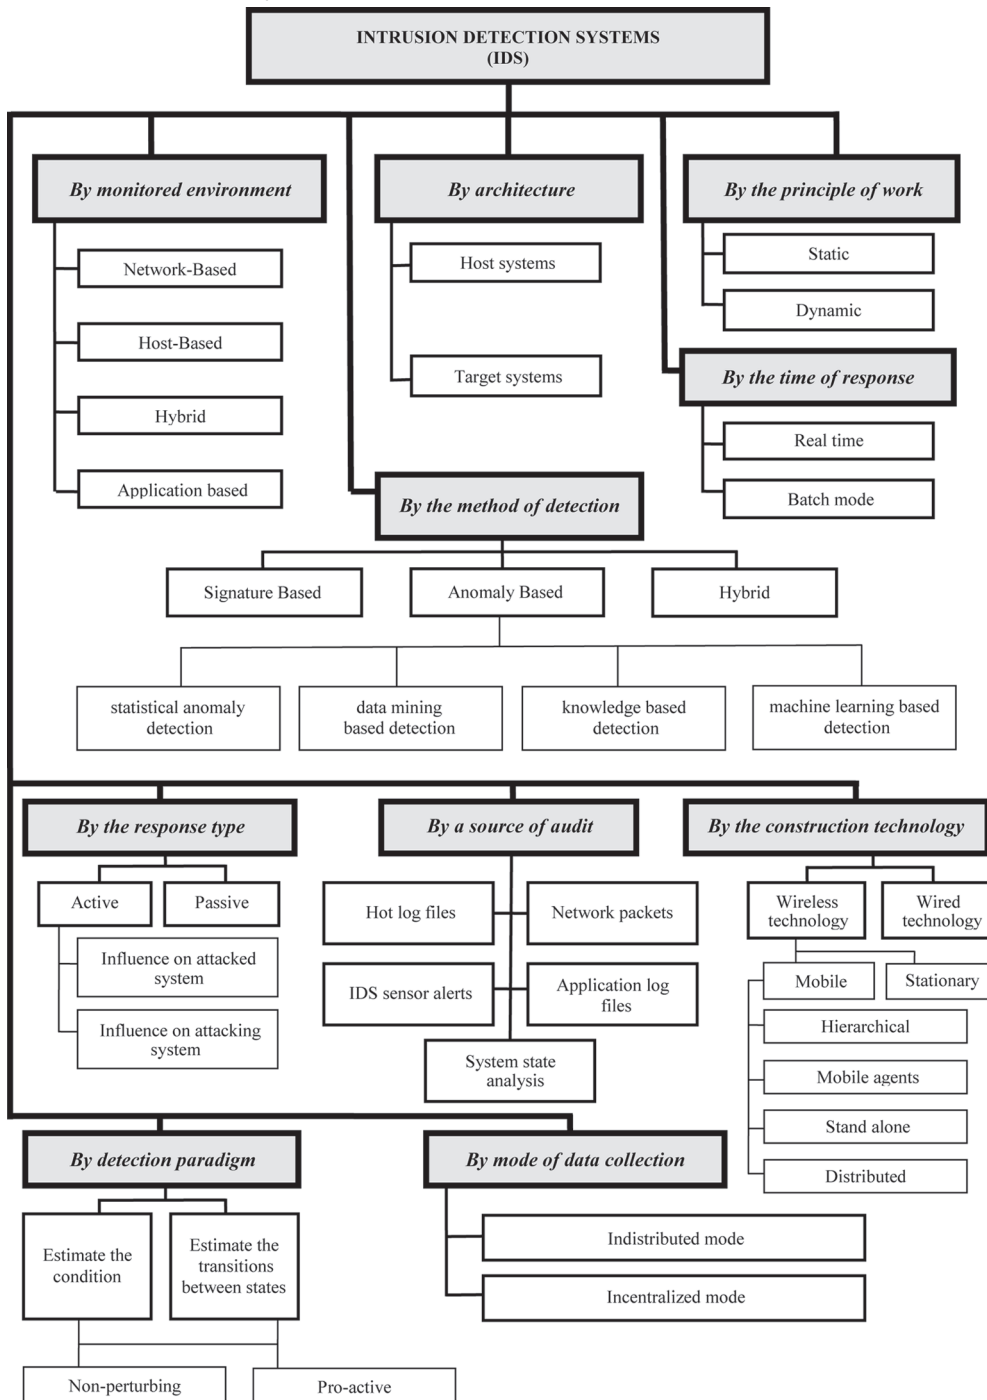 INTRUSION DETECTION SYSTEMS
(IDS)
By monitored environment
Network-Based
Host-Based
Hybrid
Application based
By architecture
Host systems
Target systems
By the principle of work
Static
Dynamic
By the time of response
Real time
Batch mode
By the method of detection
Signature Based
Anomaly Based
Hybrid
statistical anomaly
detection
data mining
based detection
knowledge based
detection
machine learning based
detection
By the response type
Active
Passive
Influence on attacked
system
Influence on attacking
system
By a source of audit
Hot log files
Network packets
IDS sensor alerts
Application log
files
System state
analysis
By the construction technology
Wireless
technology
Wired
technology
Mobile
Stationary
Hierarchical
Mobile agents
Stand alone
Distributed
By detection paradigm
Estimate the
condition
Estimate the
transitions
between states
Non-perturbing
Pro-active
By mode of data collection
Indistributed mode
Incentralized mode